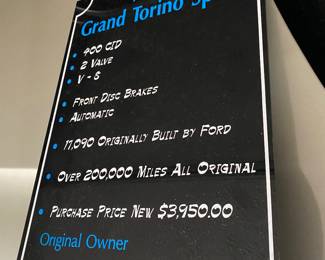 Grand Torino Sp
• 400 CID
• 2 Valve
• V - 8
• Front Disc Brakes
• Automatic
• 17,090 Originally Built by Ford
• Over 200,000 Miles All Original
• Purchase Price New $3,950.00
Original Owner